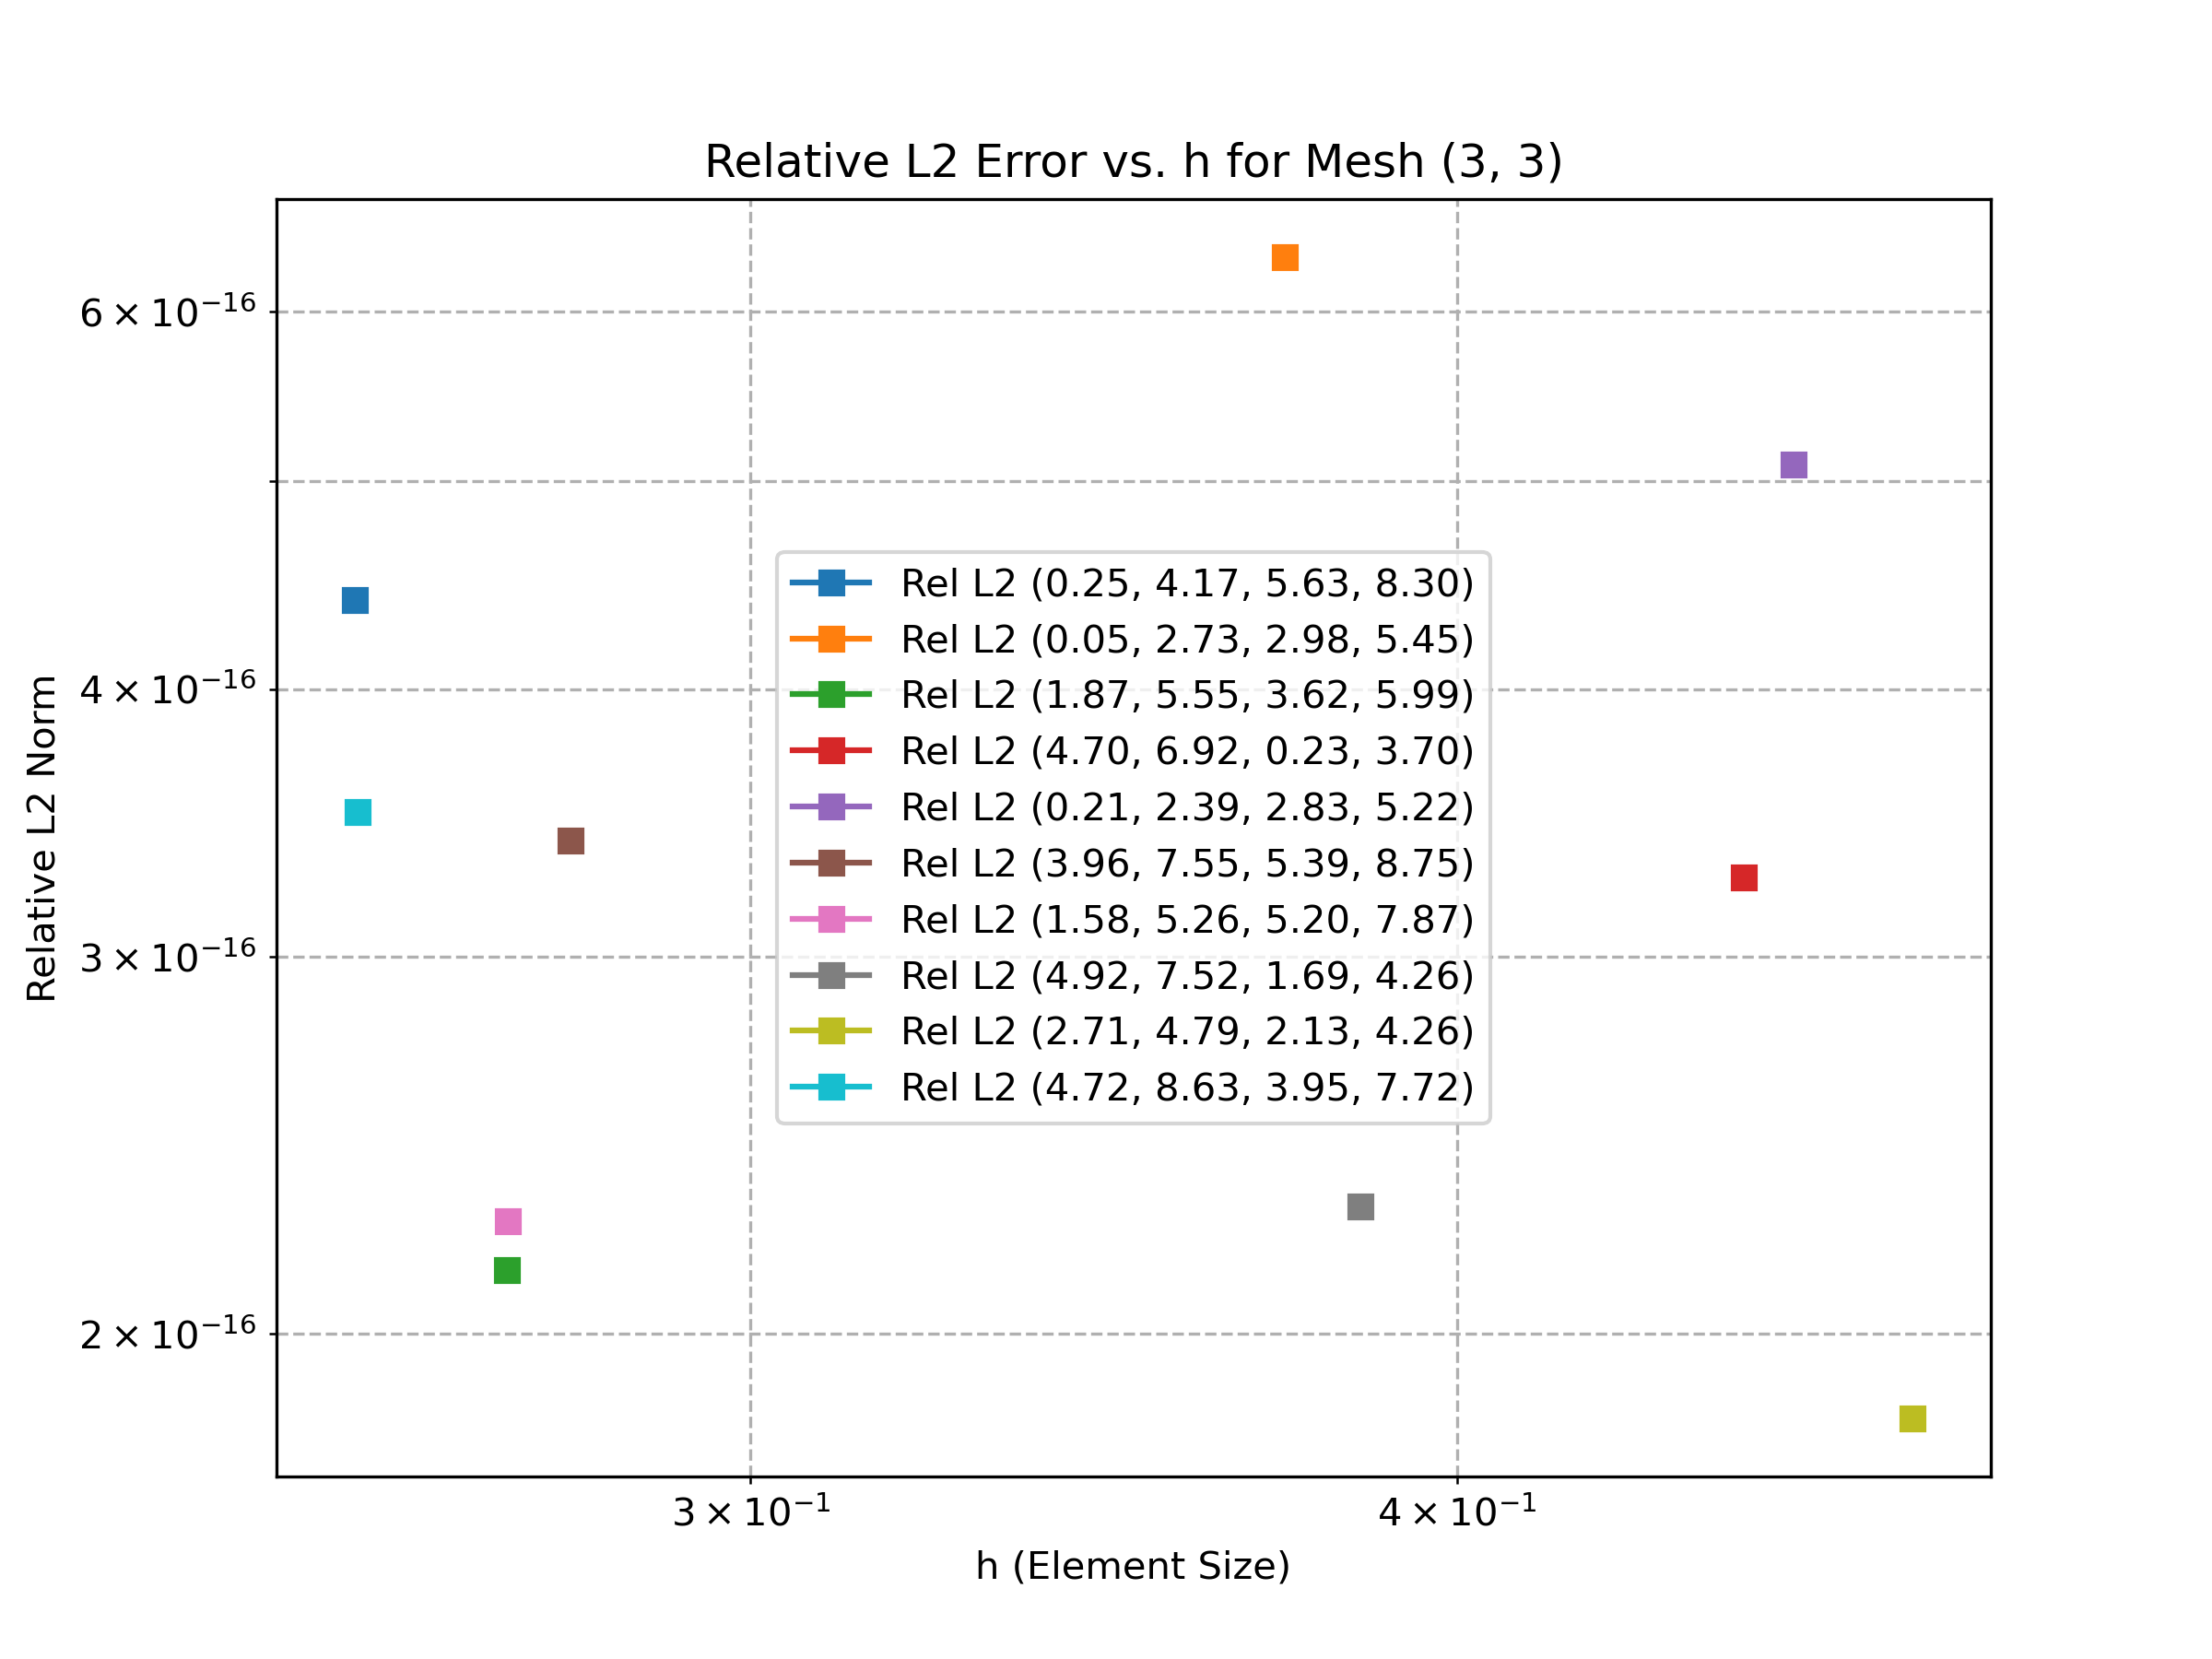 Relative L2 Error vs. h for Mesh (3, 3)
Relative L2 Norm
6 × 10⁻¹⁶
4 × 10⁻¹⁶
3 × 10⁻¹⁶
2 × 10⁻¹⁶
Rel L2 (0.25, 4.17, 5.63, 8.30)
Rel L2 (0.05, 2.73, 2.98, 5.45)
Rel L2 (1.87, 5.55, 3.62, 5.99)
Rel L2 (4.70, 6.92, 0.23, 3.70)
Rel L2 (0.21, 2.39, 2.83, 5.22)
Rel L2 (3.96, 7.55, 5.39, 8.75)
Rel L2 (1.58, 5.26, 5.20, 7.87)
Rel L2 (4.92, 7.52, 1.69, 4.26)
Rel L2 (2.71, 4.79, 2.13, 4.26)
Rel L2 (4.72, 8.63, 3.95, 7.72)
3 × 10⁻¹ 4 × 10⁻¹
h (Element Size)